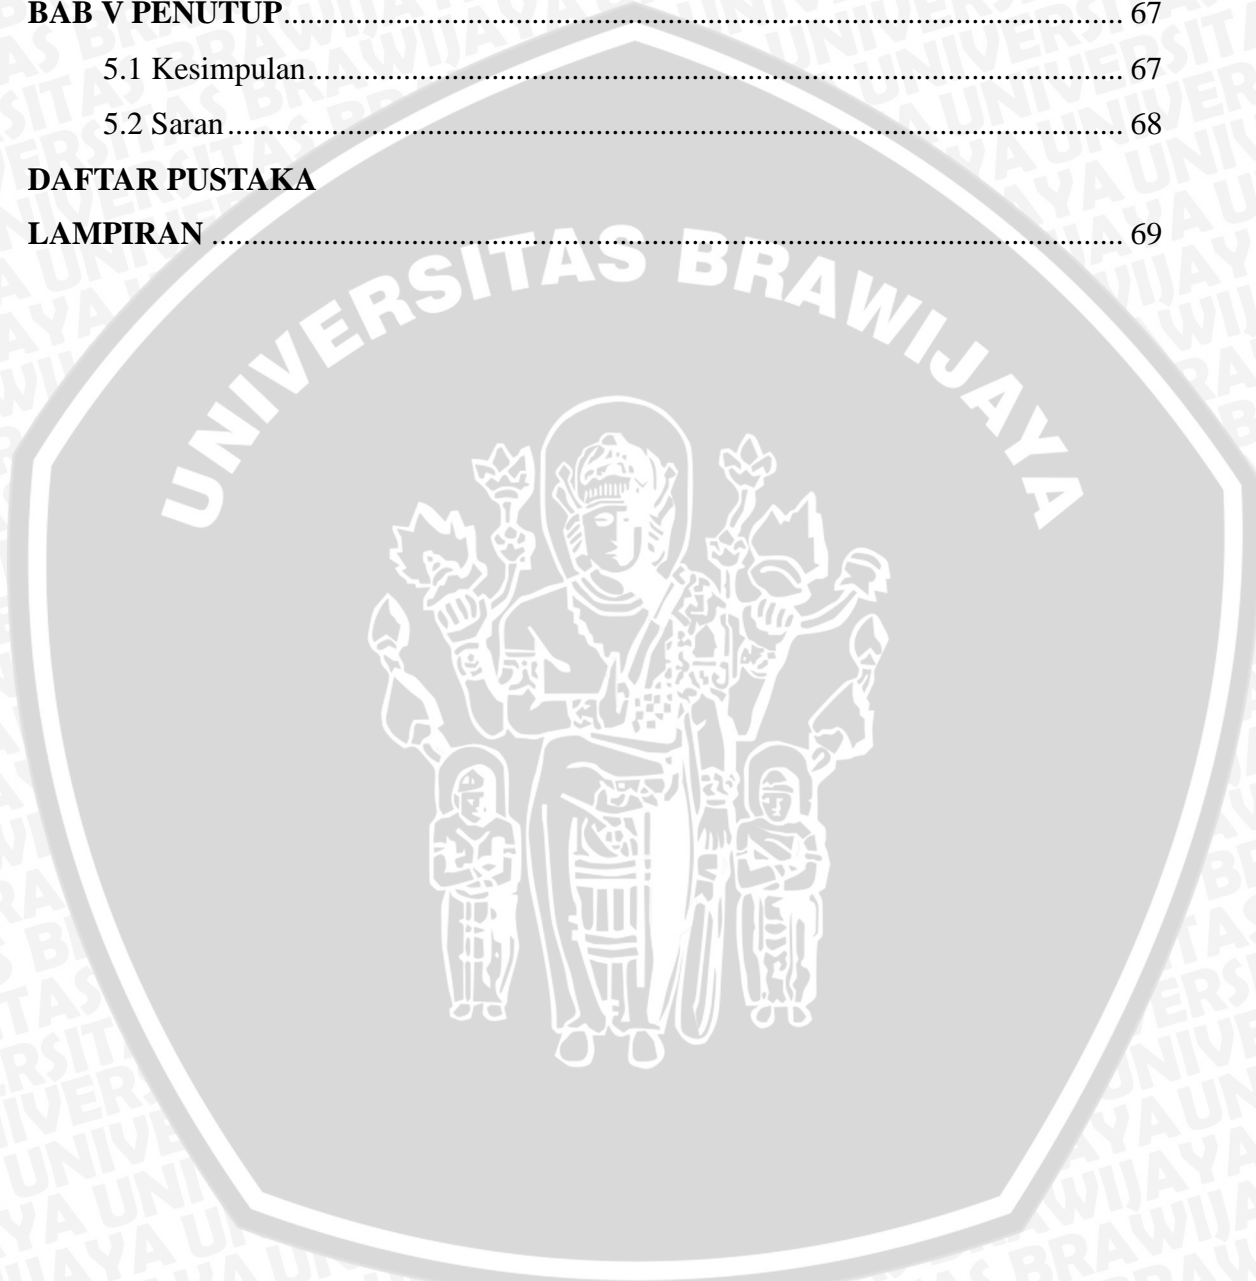 BAB V PENUTUP........................................................................................................ 67
5.1 Kesimpulan..................................................................................................... 67
5.2 Saran............................................................................................................... 68
DAFTAR PUSTAKA
LAMPIRAN ................................................................................................................. 69
UNIVERSITAS BRAWIJAYA